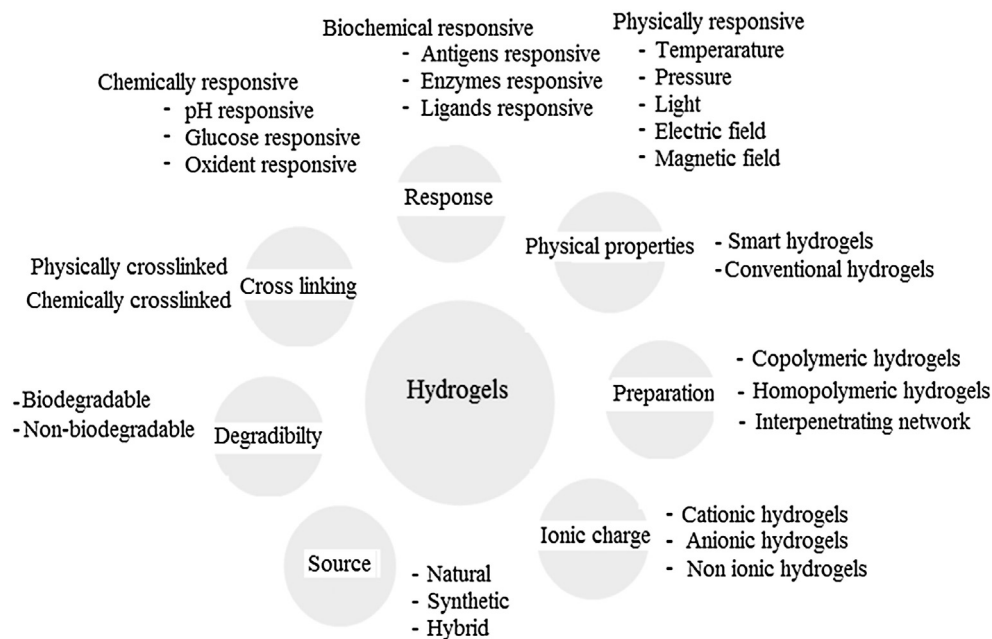 Biochemical responsive
- Antigens responsive
- Enzymes responsive
- Ligands responsive
Physically responsive
- Temperarature
- Pressure
- Light
- Electric field
- Magnetic field
Chemically responsive
- pH responsive
- Glucose responsive
- Oxident responsive
Response
Physical properties
- Smart hydrogels
- Conventional hydrogels
Physically crosslinked
Chemically crosslinked
Cross linking
Hydrogels
Preparation
- Copolymeric hydrogels
- Homopolymeric hydrogels
- Interpenetrating network
-Biodegradable
- Non-biodegradable
Degradibilty
Ionic charge
- Cationic hydrogels
- Anionic hydrogels
- Non ionic hydrogels
Source
- Natural
- Synthetic
- Hybrid